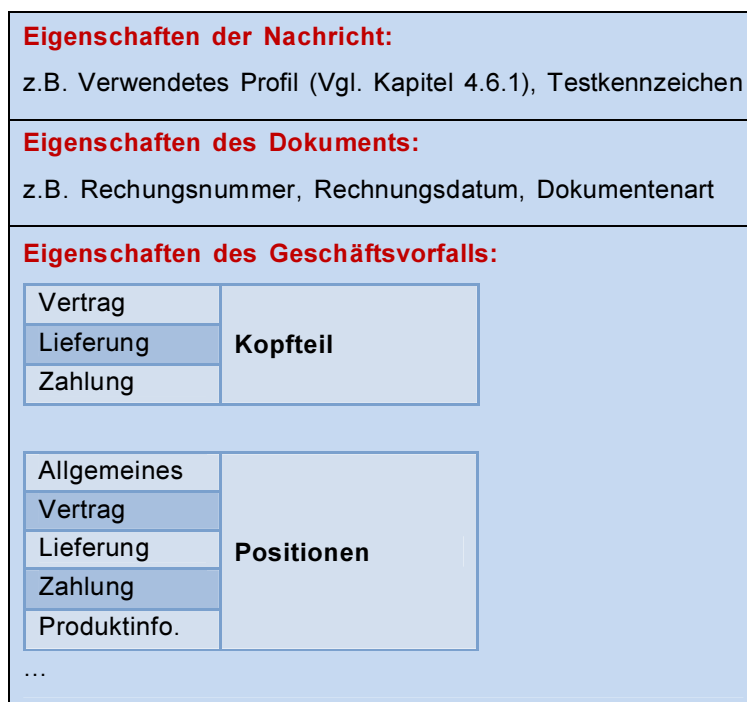 Eigenschaften der Nachricht:
z.B. Verwendetes Profil (Vgl. Kapitel 4.6.1), Testkennzeichen
Eigenschaften des Dokuments:
z.B. Rechungsnummer, Rechnungsdatum, Dokumentenart
Eigenschaften des Geschäftsvorfalls:
Vertrag
Lieferung
Kopfteil
Zahlung
Allgemeines
Vertrag
Lieferung
Positionen
Zahlung
Produktinfo.
…